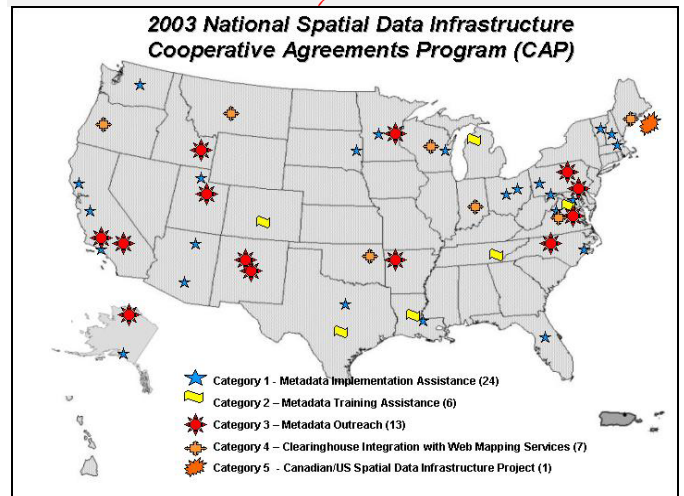 2003 National Spatial Data Infrastructure
Cooperative Agreements Program (CAP)
Category 1 - Metadata Implementation Assistance (24)
Category 2 – Metadata Training Assistance (6)
Category 3 – Metadata Outreach (13)
Category 4 – Clearinghouse Integration with Web Mapping Services (7)
Category 5 - Canadian/US Spatial Data Infrastructure Project (1)